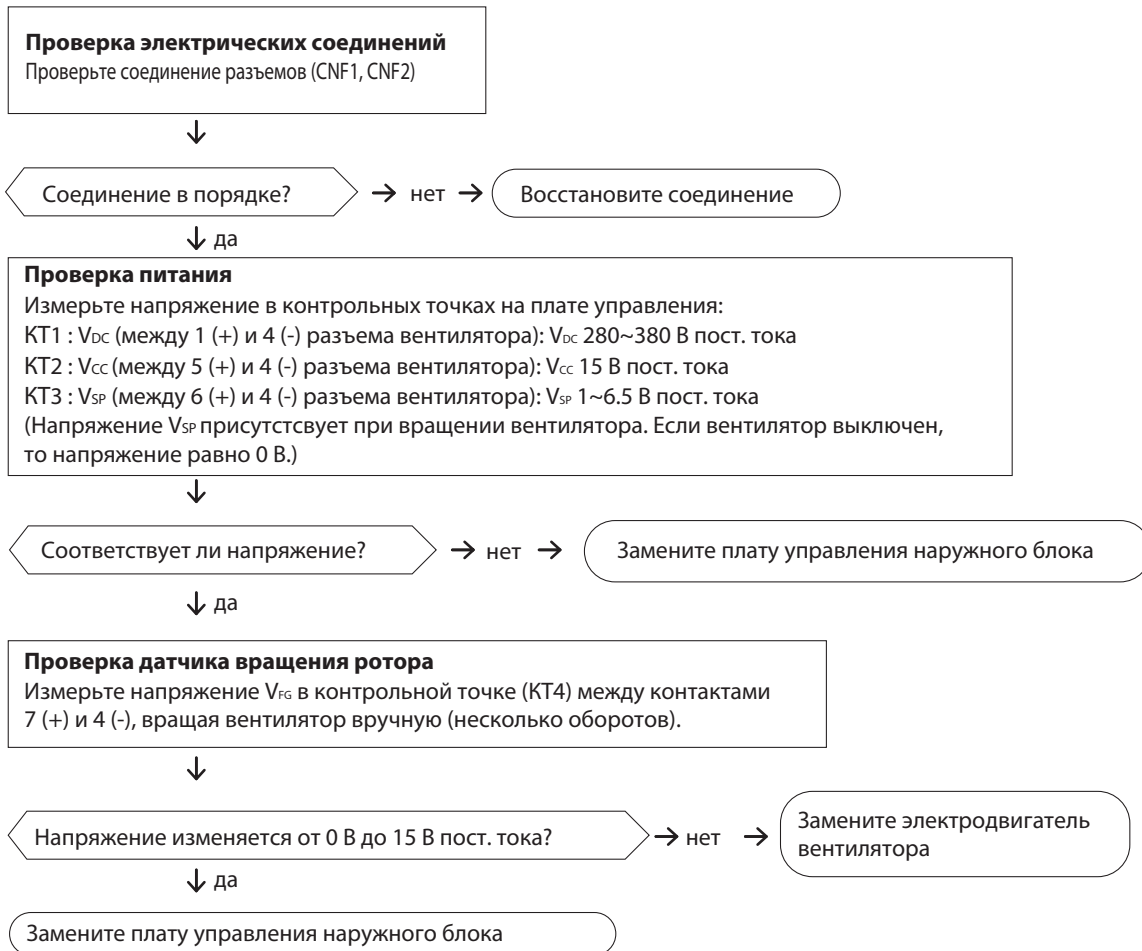 Проверка электрических соединений
Проверьте соединение разъемов (CNF1, CNF2)
Соединение в порядке?
нет
Восстановите соединение
да
Проверка питания
Измерьте напряжение в контрольных точках на плате управления:
КТ1 : VDC (между 1 (+) и 4 (-) разъема вентилятора): VDC 280~380 В пост. тока
КТ2 : VCC (между 5 (+) и 4 (-) разъема вентилятора): VCC 15 В пост. тока
КТ3 : VSP (между 6 (+) и 4 (-) разъема вентилятора): VSP 1~6.5 В пост. тока
(Напряжение VSP присутстсвует при вращении вентилятора. Если вентилятор выключен,
то напряжение равно 0 В.)
Соответствует ли напряжение?
нет
Замените плату управления наружного блока
да
Проверка датчика вращения ротора
Измерьте напряжение VFG в контрольной точке (КТ4) между контактами
7 (+) и 4 (-), вращая вентилятор вручную (несколько оборотов).
Напряжение изменяется от 0 В до 15 В пост. тока?
нет
Замените электродвигатель
вентилятора
да
Замените плату управления наружного блока